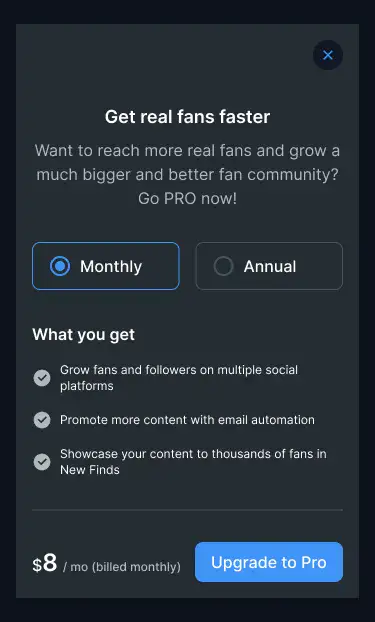 Get real fans faster
Want to reach more real fans and grow a
much bigger and better fan community?
Go PRO now!
Monthly
Annual
What you get
Grow fans and followers on multiple social
platforms
Promote more content with email automation
Showcase your content to thousands of fans in
New Finds
$8 / mo (billed monthly)
Upgrade to Pro